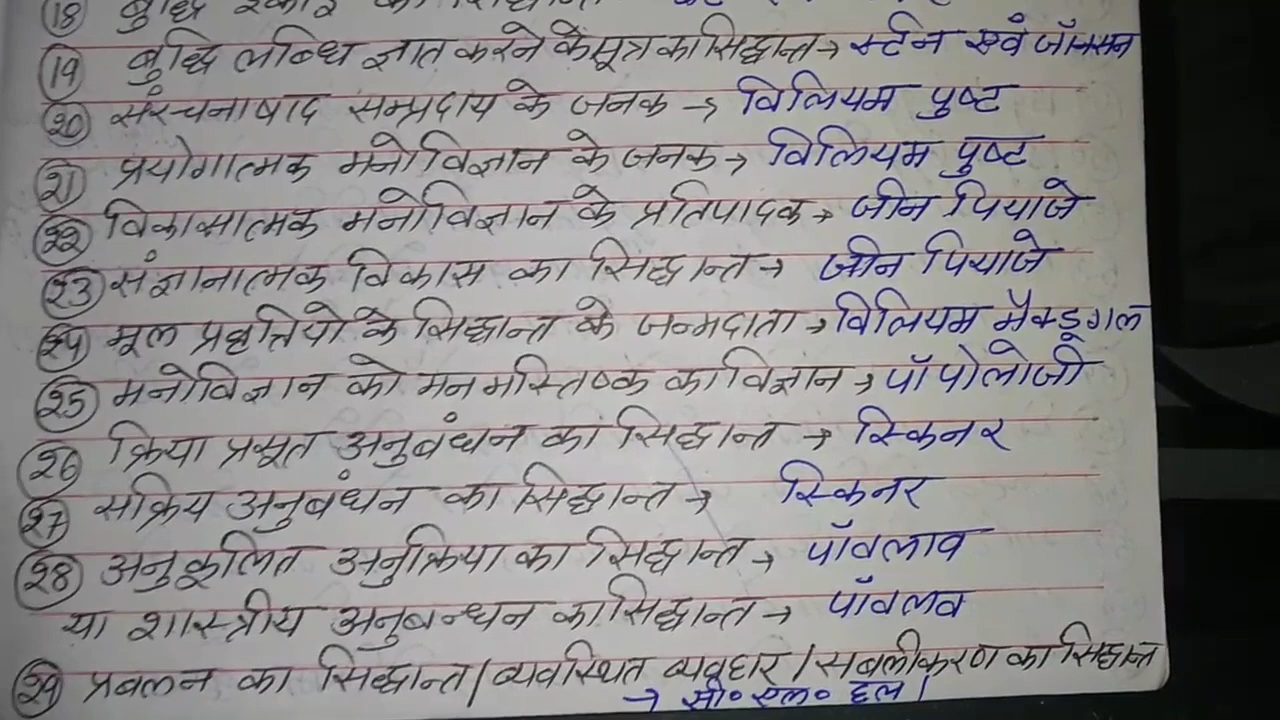 (18) बुद्धि इकाई का सिद्धान्त
(19) बुद्धि लब्धि ज्ञात करने के सूत्र का सिद्धान्त→ स्टर्न एवं जॉनसन
(20) संरचनावाद सम्प्रदाय के जनक → विलियम पुण्ट
(21) प्रयोगात्मक मनोविज्ञान के जनक→ विलियम पुण्ट
(22) विकासात्मक मनोविज्ञान के प्रतिपादक→ जीन पियाजे
(23) संज्ञानात्मक विकास का सिद्धान्त→ जीन पियाजे
(24) मूल प्रवृत्तियो के सिद्धान्त के जन्मदाता→ विलियम मैक्डूगल
(25) मनोविज्ञान को मन मस्तिष्क का विज्ञान→ पॉपोलोजी
(26) क्रिया प्रसूत अनुबंधन का सिद्धान्त → स्किनर
(27) सक्रिय अनुबंधन का सिद्धान्त→ स्किनर
(28) अनुकूलित अनुक्रिया का सिद्धान्त→ पॉवलाव
या शास्त्रीय अनुबन्धन का सिद्धान्त→ पॉवलव
(29) प्रबलन का सिद्धान्त/व्यवस्थित व्यवहार/सबलीकरण का सिद्धान्त
→ सी० एल० हल।